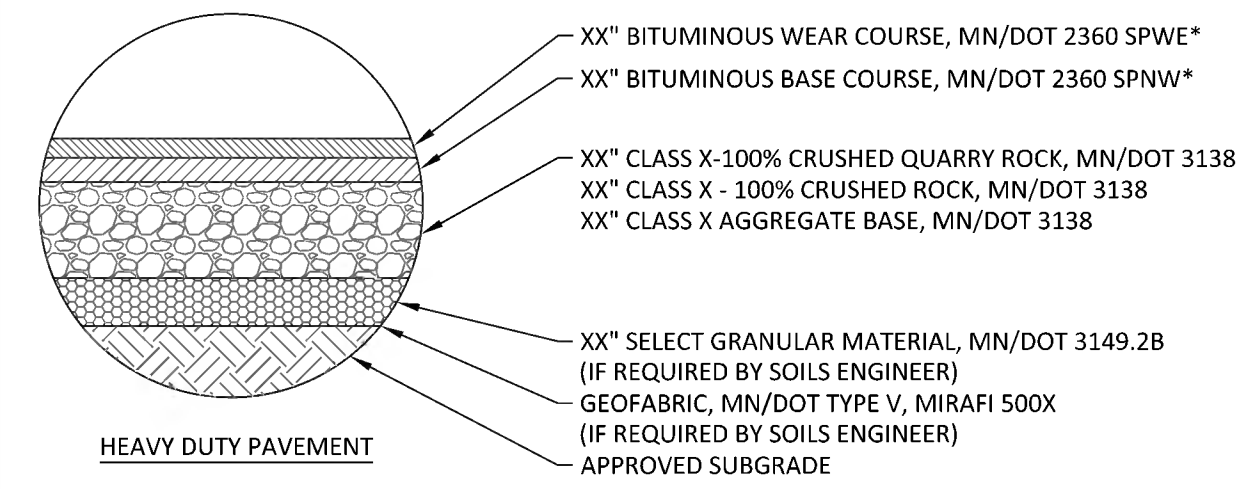 XX" BITUMINOUS WEAR COURSE, MN/DOT 2360 SPWE*
XX" BITUMINOUS BASE COURSE, MN/DOT 2360 SPNW*
XX" CLASS X-100% CRUSHED QUARRY ROCK, MN/DOT 3138
XX" CLASS X - 100% CRUSHED ROCK, MN/DOT 3138
XX" CLASS X AGGREGATE BASE, MN/DOT 3138
XX" SELECT GRANULAR MATERIAL, MN/DOT 3149.2B
(IF REQUIRED BY SOILS ENGINEER)
GEOFABRIC, MN/DOT TYPE V, MIRAFI 500X
(IF REQUIRED BY SOILS ENGINEER)
APPROVED SUBGRADE
HEAVY DUTY PAVEMENT